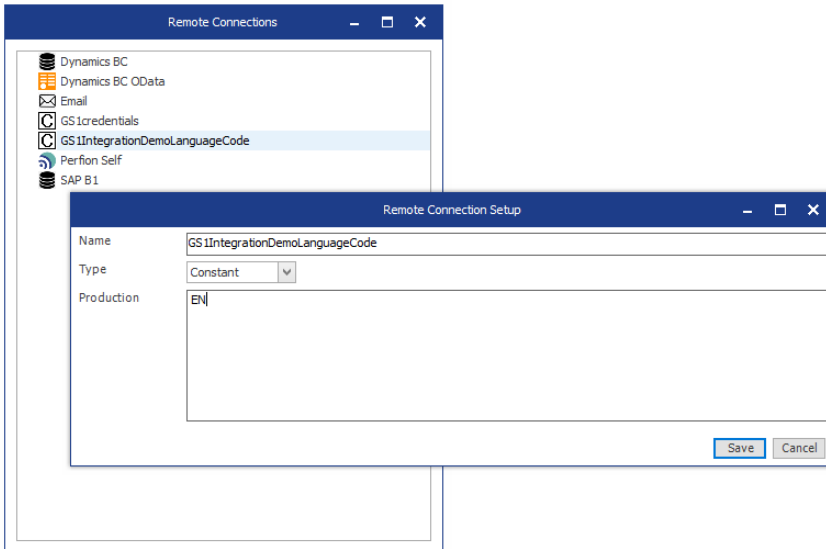 Remote Connections
Dynamics BC
Dynamics BC OData
Email
C GS1credentials
C GS1IntegrationDemoLanguageCode
Perfion Self
SAP B1
Remote Connection Setup
Name GS1IntegrationDemoLanguageCode
Type Constant
Production EN
Save Cancel